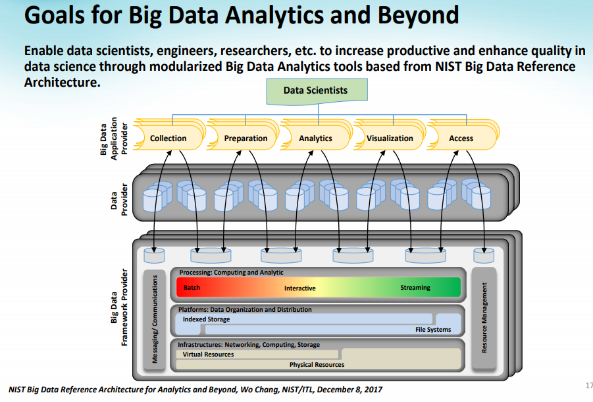 Goals for Big Data Analytics and Beyond
Enable data scientists, engineers, researchers, etc. to increase productive and enhance quality in
data science through modularized Big Data Analytics tools based from NIST Big Data Reference
Architecture.
Data Scientists
Big Data
Application
Provider
Collection
Preparation
Analytics
Visualization
Access
Data
Provider
Big Data
Framework Provider
Messaging/ Communications
Processing: Computing and Analytic
Batch
Interactive
Streaming
Platforms: Data Organization and Distribution
Indexed Storage
File Systems
Infrastructures: Networking, Computing, Storage
Virtual Resources
Physical Resources
Resource Management
NIST Big Data Reference Architecture for Analytics and Beyond, Wo Chang, NIST/ITL, December 8, 2017
17